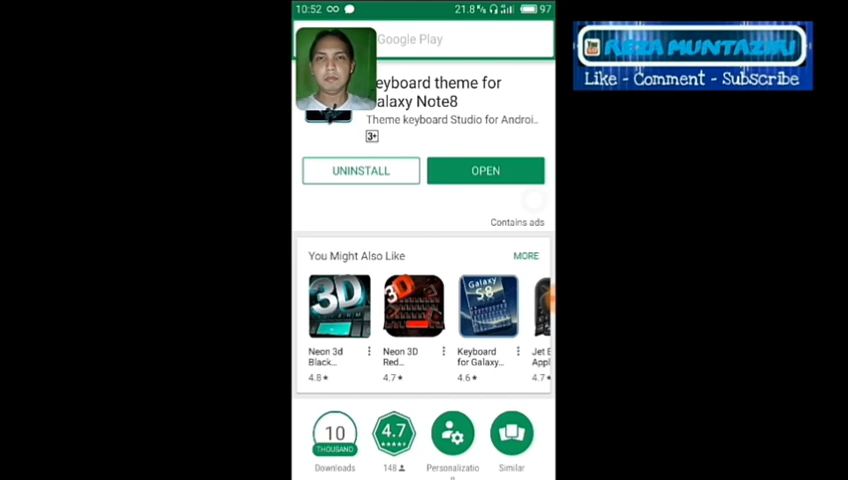 10:52
21.8 K/s
97
Google Play
REZA MUNTAZIRI
Like - Comment - Subscribe
eyboard theme for
alaxy Note8
Theme keyboard Studio for Androi..
3+
UNINSTALL
OPEN
Contains ads
You Might Also Like
MORE
3D
3D
Galaxy
S8
Neon 3d
Black...
4.8★
Neon 3D
Red...
4.7★
Keyboard
for Galaxy...
4.6★
Jet B
Appl
4.7★
10
THOUSAND
Downloads
4.7
148
Personalizatio
n
Similar